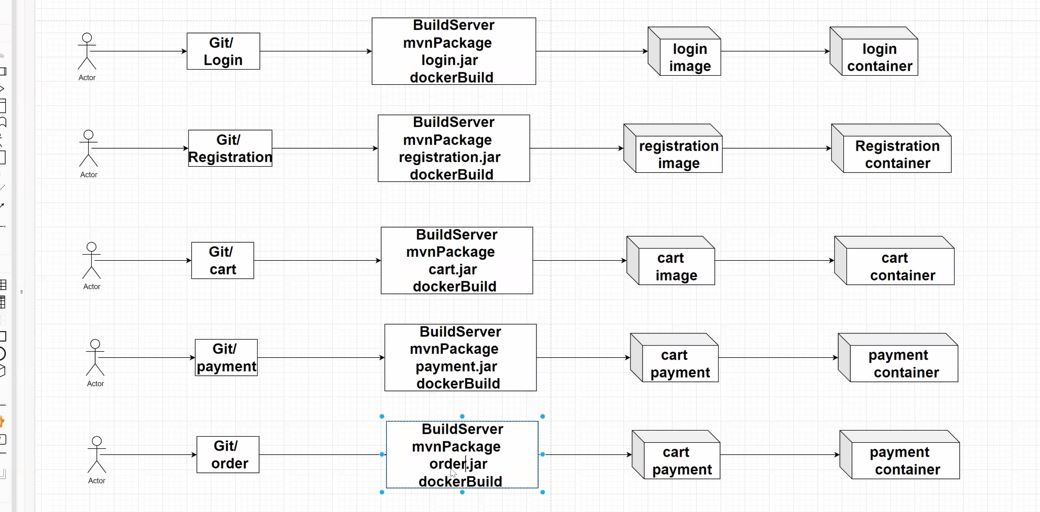 Actor
Git/
Login
BuildServer
mvnPackage
login.jar
dockerBuild
login
image
login
container
Actor
Git/
Registration
BuildServer
mvnPackage
registration.jar
dockerBuild
registration
image
Registration
container
Actor
Git/
cart
BuildServer
mvnPackage
cart.jar
dockerBuild
cart
image
cart
container
Actor
Git/
payment
BuildServer
mvnPackage
payment.jar
dockerBuild
cart
payment
payment
container
Actor
Git/
order
BuildServer
mvnPackage
order.jar
dockerBuild
cart
payment
payment
container